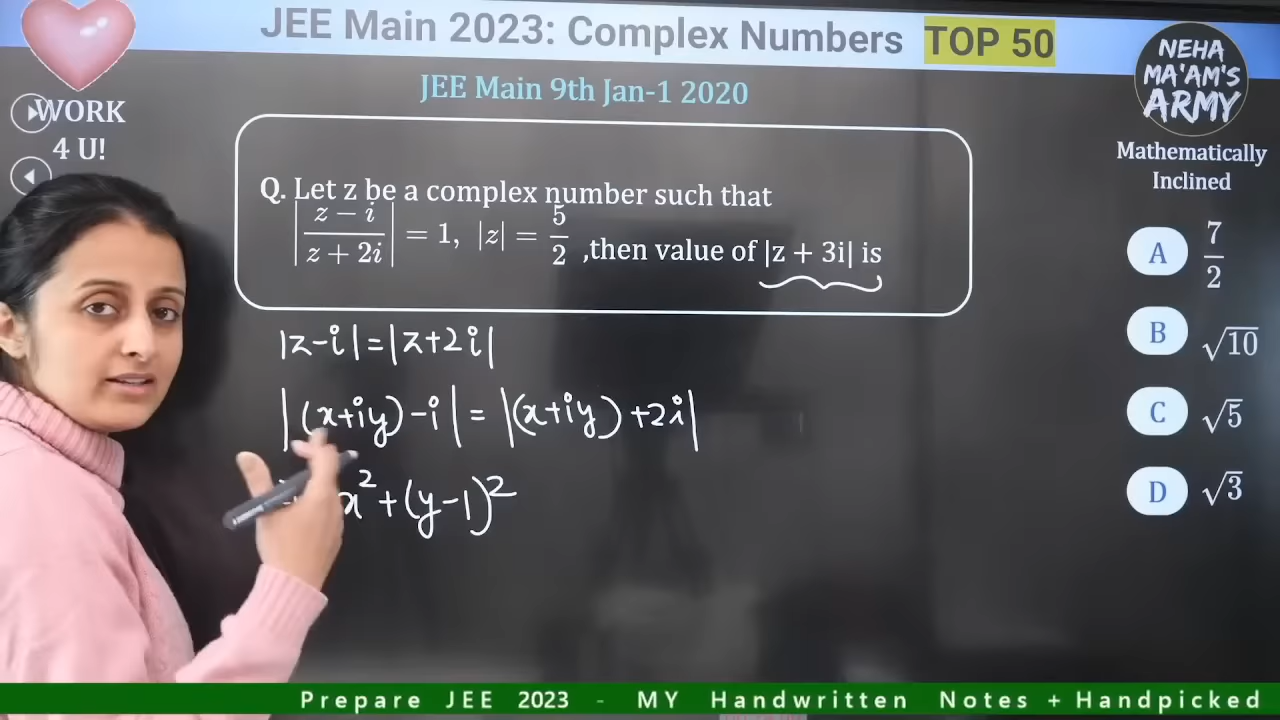 JEE Main 2023: Complex Numbers TOP 50
JEE Main 9th Jan-1 2020
WORK
4 U!
NEHA
MA'AM'S
ARMY
Mathematically
Inclined
Q. Let z be a complex number such that
|(z − i)/(z + 2i)| = 1, |z| = 5/2 ,then value of |z + 3i| is
A 7/2
B √10
C √5
D √3
|z-i|=|z+2i|
|(x+iy)-i| = |(x+iy)+2i|
x²+(y-1)²
Prepare JEE 2023 - MY Handwritten Notes + Handpicked